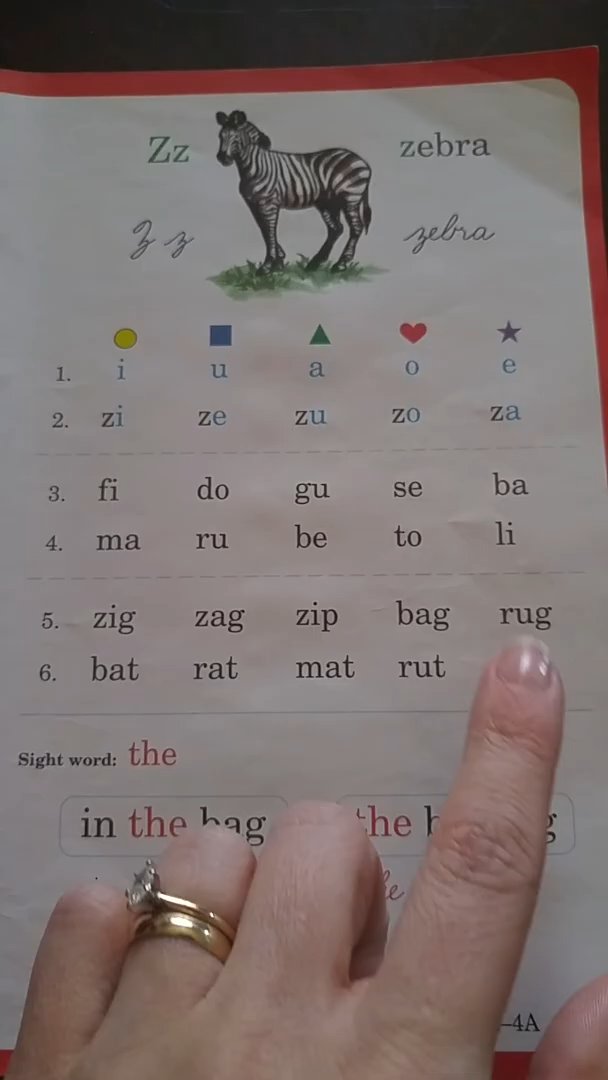 Zz zebra
Z z zebra
1. i u a o e
2. zi ze zu zo za
3. fi do gu se ba
4. ma ru be to li
5. zig zag zip bag rug
6. bat rat mat rut
Sight word: the
in the bag the
–4A